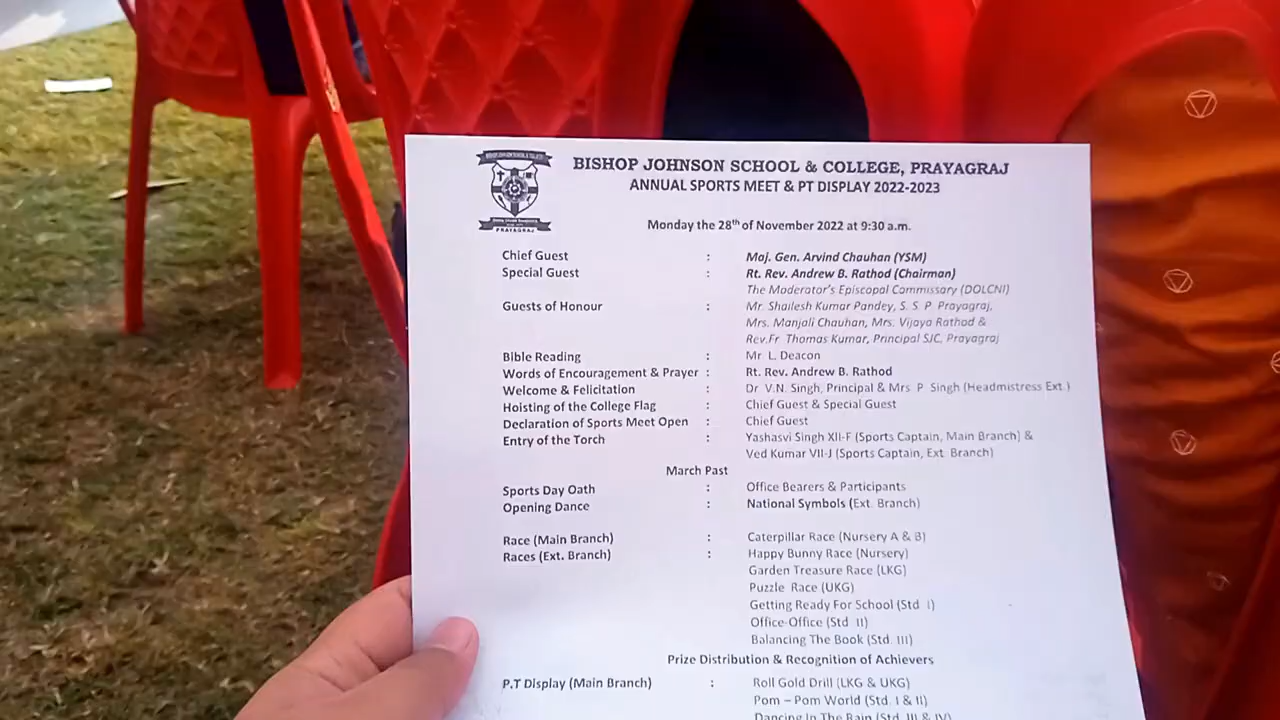 BISHOP JOHNSON SCHOOL & COLLEGE, PRAYAGRAJ
ANNUAL SPORTS MEET & PT DISPLAY 2022-2023
PRAYAGRAJ
Monday the 28th of November 2022 at 9:30 a.m.
Chief Guest : Maj. Gen. Arvind Chauhan (YSM)
Special Guest : Rt. Rev. Andrew B. Rathod (Chairman)
The Moderator's Episcopal Commissary (DOLCNI)
Guests of Honour : Mr. Shailesh Kumar Pandey, S. S. P. Prayagraj,
Mrs. Manjali Chauhan, Mrs. Vijaya Rathod &
Rev.Fr. Thomas Kumar, Principal SJC, Prayagraj
Bible Reading : Mr. L. Deacon
Words of Encouragement & Prayer : Rt. Rev. Andrew B. Rathod
Welcome & Felicitation : Dr. V.N. Singh, Principal & Mrs. P. Singh (Headmistress Ext.)
Hoisting of the College Flag : Chief Guest & Special Guest
Declaration of Sports Meet Open : Chief Guest
Entry of the Torch : Yashasvi Singh XII-F (Sports Captain, Main Branch) &
Ved Kumar VII-J (Sports Captain, Ext. Branch)
March Past
Sports Day Oath : Office Bearers & Participants
Opening Dance : National Symbols (Ext. Branch)
Race (Main Branch) : Caterpillar Race (Nursery A & B)
Races (Ext. Branch) : Happy Bunny Race (Nursery)
Garden Treasure Race (LKG)
Puzzle Race (UKG)
Getting Ready For School (Std. I)
Office-Office (Std. II)
Balancing The Book (Std. III)
Prize Distribution & Recognition of Achievers
P.T Display (Main Branch) : Roll Gold Drill (LKG & UKG)
Pom – Pom World (Std. I & II)
Dancing In The Rain (Std. III & IV)